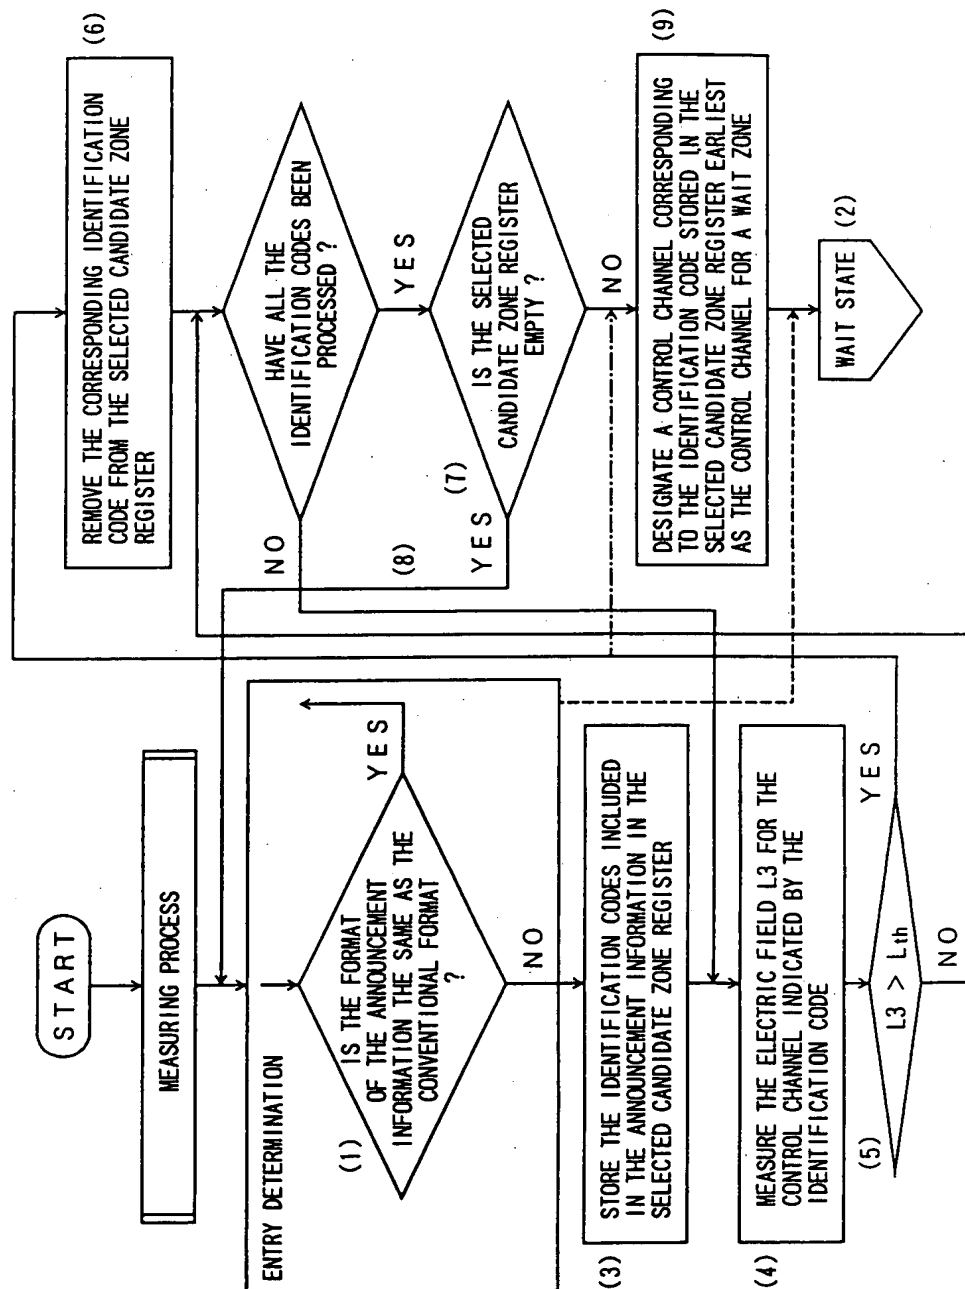 START
MEASURING PROCESS
ENTRY DETERMINATION
(1)
IS THE FORMAT
OF THE ANNOUNCEMENT
INFORMATION THE SAME AS THE
CONVENTIONAL FORMAT
?
YES
NO
(3)
STORE THE IDENTIFICATION CODES INCLUDED
IN THE ANNOUNCEMENT INFORMATION IN THE
SELECTED CANDIDATE ZONE REGISTER
(4)
MEASURE THE ELECTRIC FIELD L3 FOR THE
CONTROL CHANNEL INDICATED BY THE
IDENTIFICATION CODE
(5)
L3 > Lth
YES
NO
(6)
REMOVE THE CORRESPONDING IDENTIFICATION
CODE FROM THE SELECTED CANDIDATE ZONE
REGISTER
HAVE ALL THE
IDENTIFICATION CODES BEEN
PROCESSED ?
NO
YES
(8)
(7)
IS THE SELECTED
CANDIDATE ZONE REGISTER
EMPTY ?
YES
NO
(9)
DESIGNATE A CONTROL CHANNEL CORRESPONDING
TO THE IDENTIFICATION CODE STORED IN THE
SELECTED CANDIDATE ZONE REGISTER EARLIEST
AS THE CONTROL CHANNEL FOR A WAIT ZONE
WAIT STATE (2)